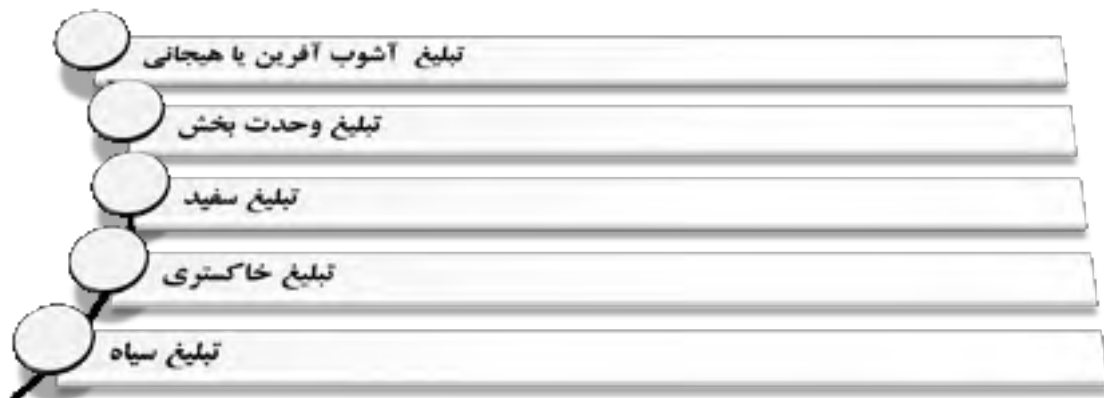 تبلیغ آشوب آفرین یا هیجانی
تبلیغ وحدت بخش
تبلیغ سفید
تبلیغ خاکستری
تبلیغ سیاه